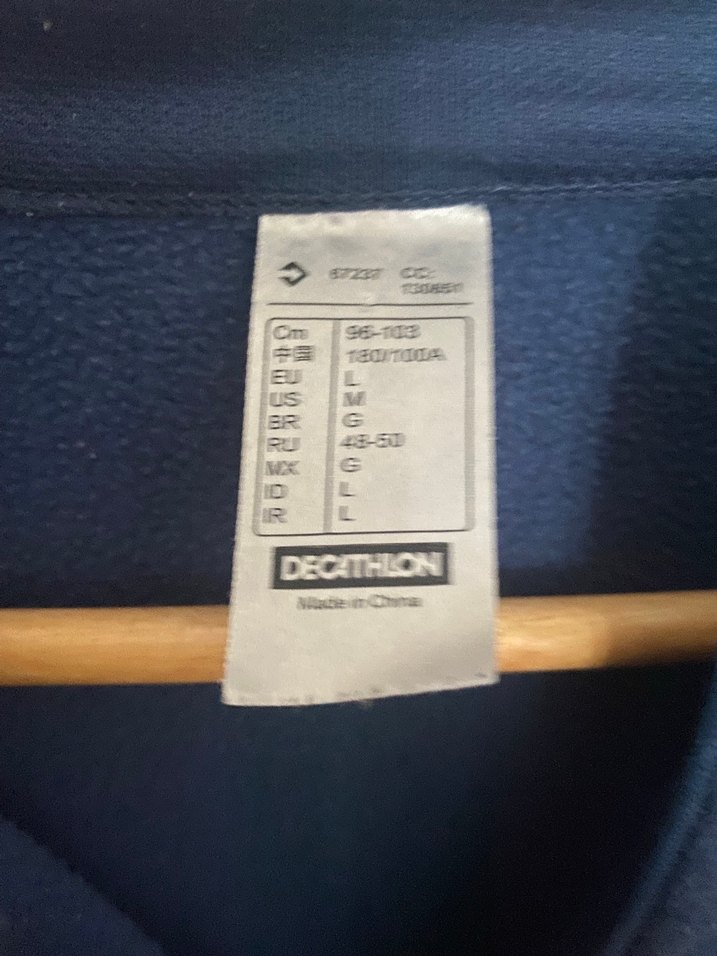 67237 CC:
Cm 96-103
中国 180/100A
EU L
US M
BR G
RU 48-50
MX G
ID L
IR L
DECATHLON
Made in China